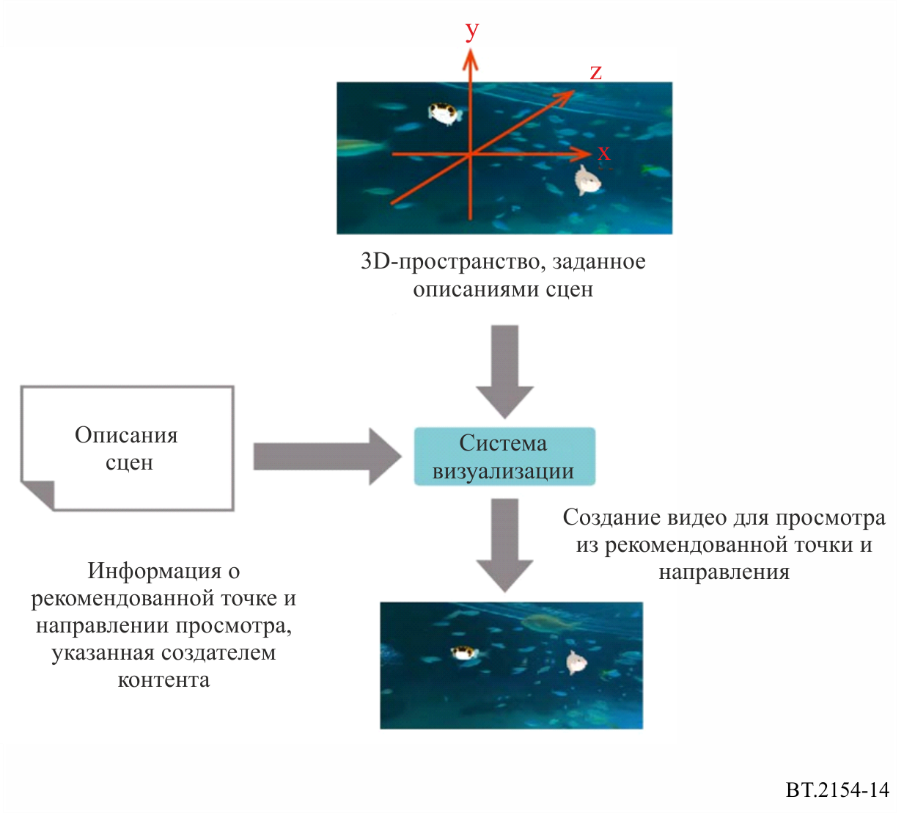 y
z
x
3D-пространство, заданное
описаниями сцен
Описания
сцен
Система
визуализации
Создание видео для просмотра
из рекомендованной точки и
направления
Информация о
рекомендованной точке и
направлении просмотра,
указанная создателем
контента
BT.2154-14